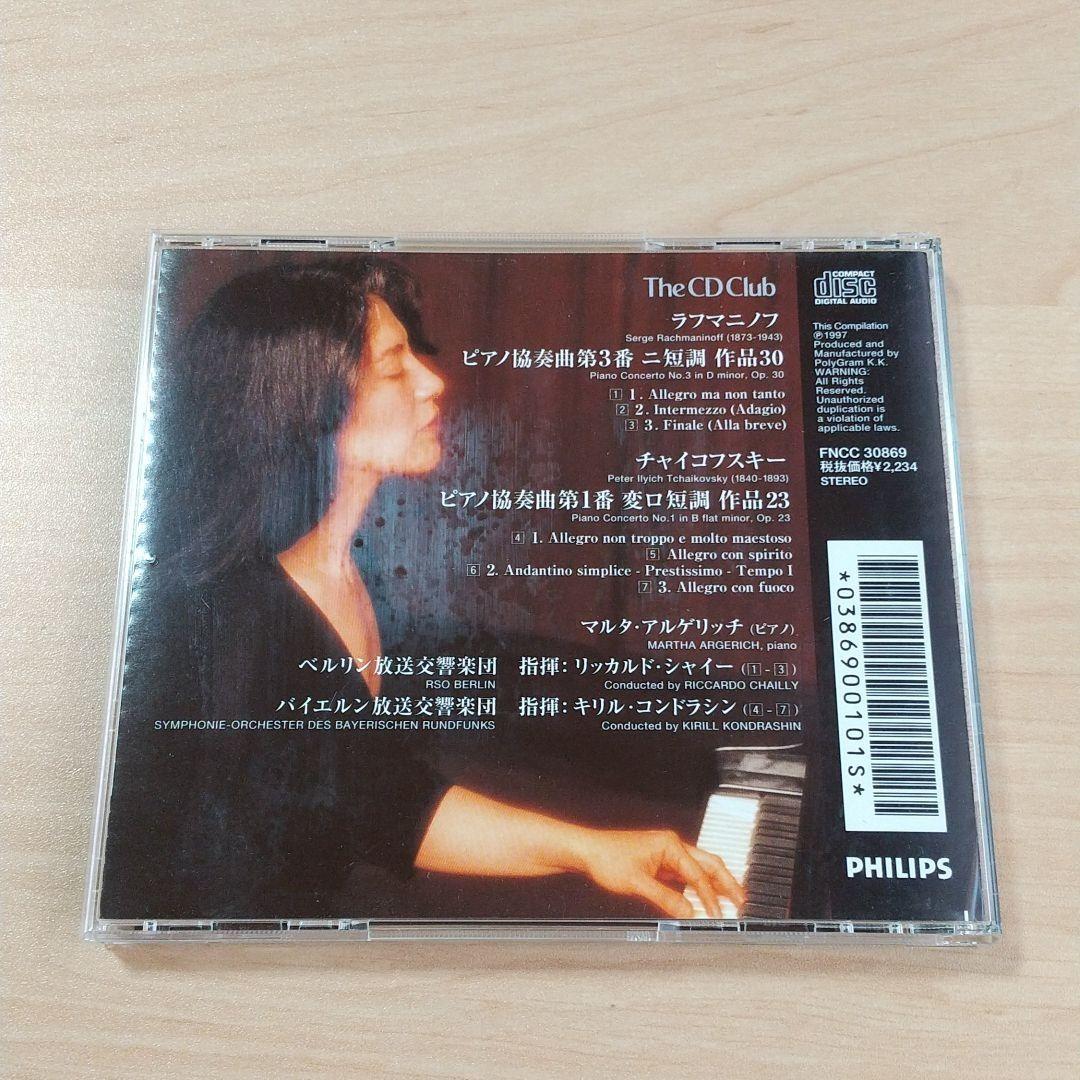 The CD Club
ラフマニノフ
Serge Rachmaninoff (1873-1943)
ピアノ協奏曲第3番 ニ短調 作品30
Piano Concerto No.3 in D minor, Op. 30
1 1. Allegro ma non tanto
2 2. Intermezzo (Adagio)
3 3. Finale (Alla breve)
チャイコフスキー
Peter Ilyich Tchaikovsky (1840-1893)
ピアノ協奏曲第1番 変ロ短調 作品23
Piano Concerto No.1 in B flat minor, Op. 23
4 1. Allegro non troppo e molto maestoso
5 Allegro con spirito
6 2. Andantino simplice - Prestissimo - Tempo I
7 3. Allegro con fuoco
マルタ・アルゲリッチ (ピアノ)
MARTHA ARGERICH, piano
ベルリン放送交響楽団 指揮：リッカルド・シャイー (1-3)
RSO BERLIN Conducted by RICCARDO CHAILLY
バイエルン放送交響楽団 指揮：キリル・コンドラシン (4-7)
SYMPHONIE-ORCHESTER DES BAYERISCHEN RUNDFUNKS Conducted by KIRILL KONDRASHIN
COMPACT
disc
DIGITAL AUDIO
This Compilation
℗1997
Produced and
Manufactured by
PolyGram K.K.
WARNING:
All Rights
Reserved.
Unauthorized
duplication is
a violation of
applicable laws.
FNCC 30869
税抜価格¥2,234
STEREO
*03869000101S*
PHILIPS